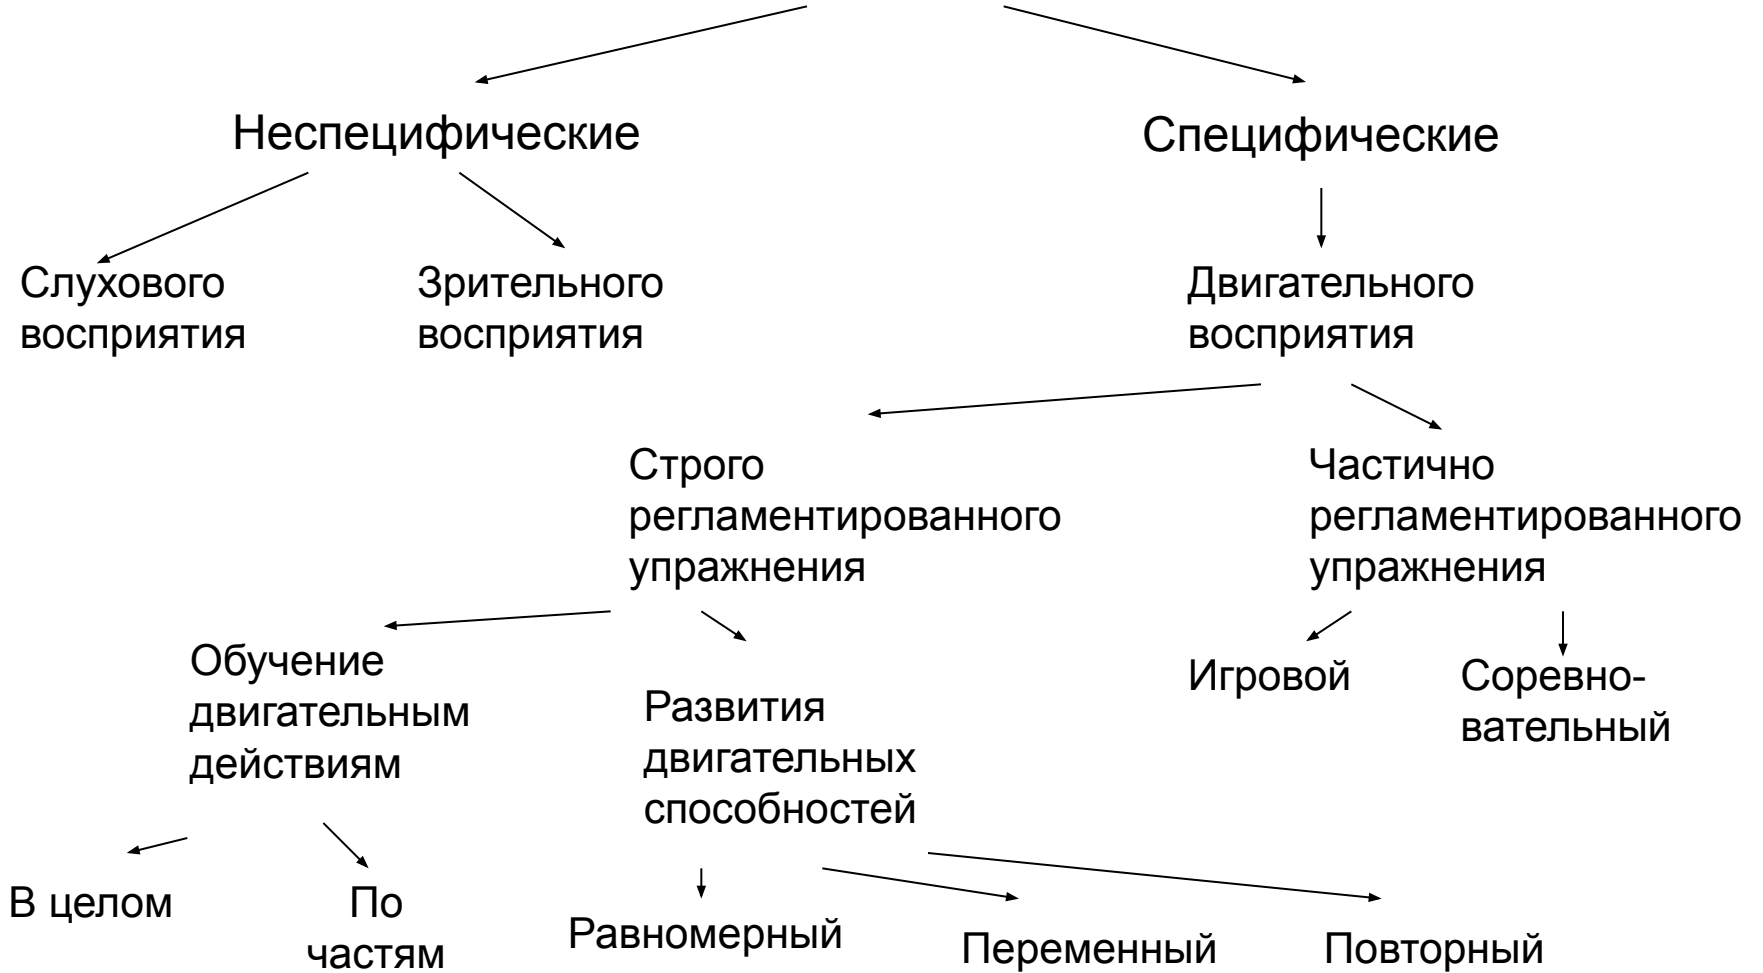 Неспецифические
Специфические
Слухового
восприятия
Зрительного
восприятия
Двигательного
восприятия
Строго
регламентированного
упражнения
Частично
регламентированного
упражнения
Обучение
двигательным
действиям
Развития
двигательных
способностей
Игровой
Соревно-
вательный
В целом
По
частям
Равномерный
Переменный
Повторный